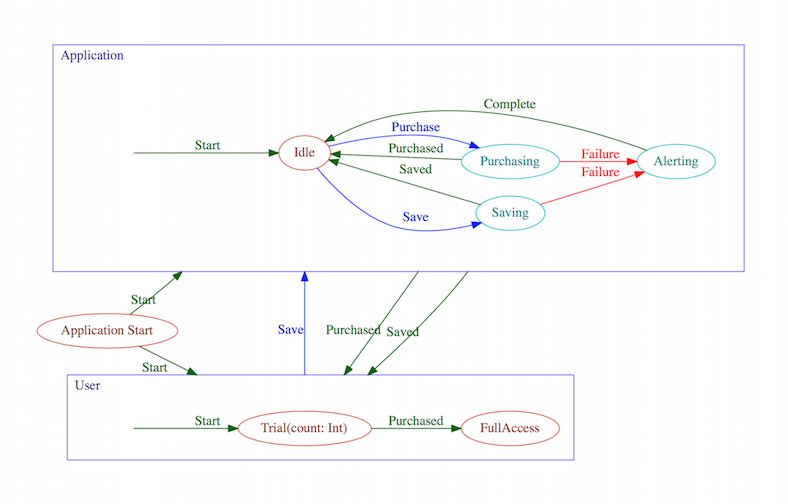 Application
Complete
Purchase
Start
Idle
Purchased
Purchasing
Failure
Alerting
Saved
Failure
Save
Saving
Start
Application Start
Save
Purchased
Saved
Start
User
Start
Trial(count: Int)
Purchased
FullAccess